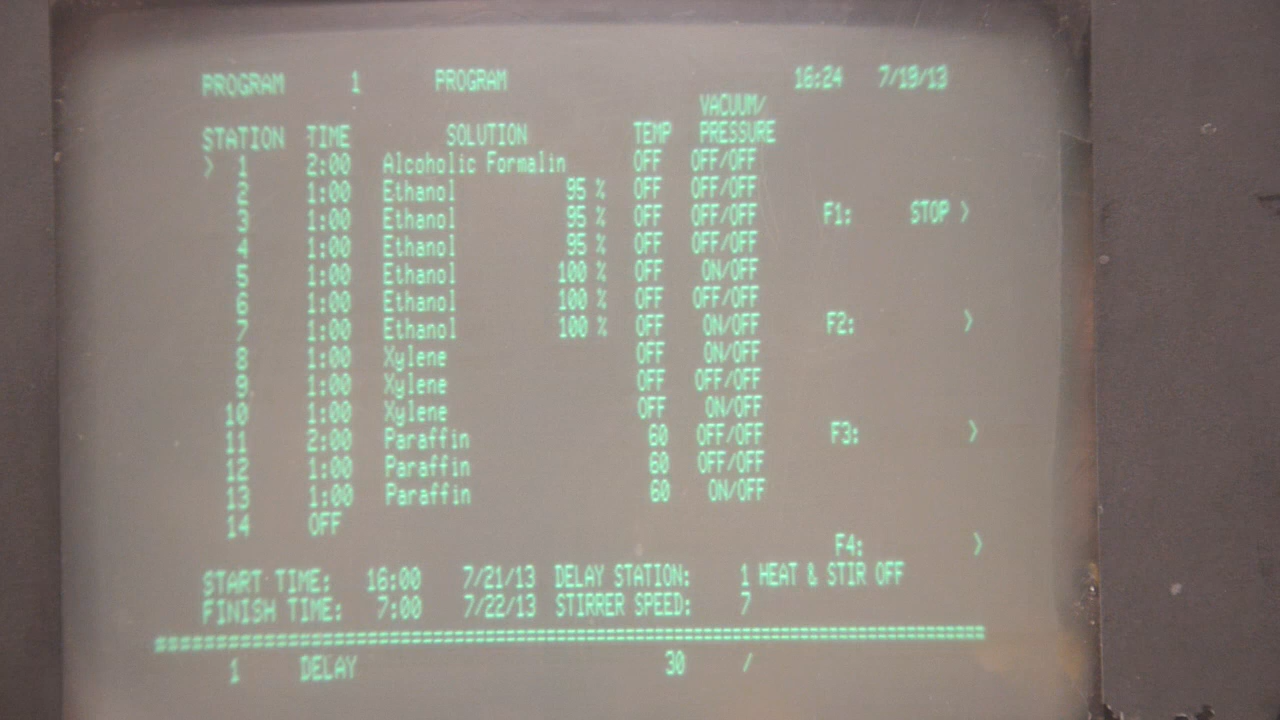 PROGRAM 1 PROGRAM 16:24 7/19/13
VACUUM/
STATION TIME SOLUTION TEMP PRESSURE
> 1 2:00 Alcoholic Formalin OFF OFF/OFF
2 1:00 Ethanol 95 % OFF OFF/OFF
3 1:00 Ethanol 95 % OFF OFF/OFF F1: STOP >
4 1:00 Ethanol 95 % OFF OFF/OFF
5 1:00 Ethanol 100 % OFF ON/OFF
6 1:00 Ethanol 100 % OFF OFF/OFF
7 1:00 Ethanol 100 % OFF ON/OFF F2: >
8 1:00 Xylene OFF ON/OFF
9 1:00 Xylene OFF OFF/OFF
10 1:00 Xylene OFF ON/OFF
11 2:00 Paraffin 60 OFF/OFF F3: >
12 1:00 Paraffin 60 OFF/OFF
13 1:00 Paraffin 60 ON/OFF
14 OFF
F4: >
START TIME: 16:00 7/21/13 DELAY STATION: 1 HEAT & STIR OFF
FINISH TIME: 7:00 7/22/13 STIRRER SPEED: 7
1 DELAY 30 /